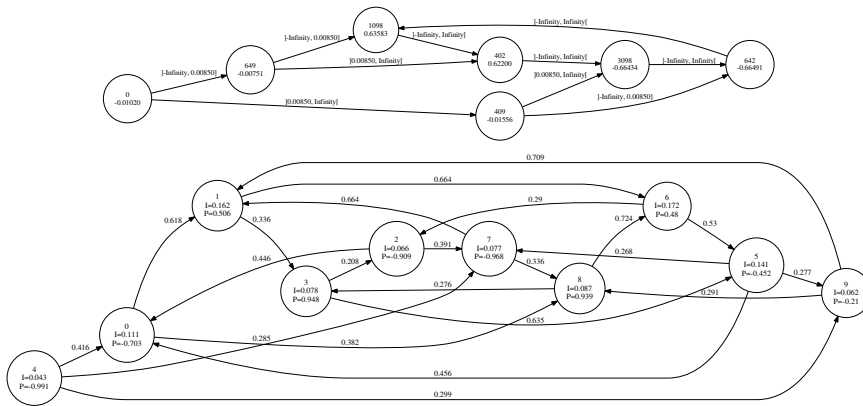 1098
0.63583
]-Infinity, 0.00850]
]-Infinity, Infinity[
]-Infinity, Infinity[
649
-0.00751
402
0.62200
]-Infinity, Infinity[
3098
-0.66434
]-Infinity, Infinity[
642
-0.66491
]0.00850, Infinity[
]-Infinity, 0.00850]
]0.00850, Infinity[
0
-0.01020
]0.00850, Infinity[
409
-0.01556
]-Infinity, 0.00850]
0.709
0.664
1
I=0.162
P=0.506
0.664
0.29
6
I=0.172
P=0.48
0.618
0.336
0.724
0.53
2
I=0.066
P=-0.909
0.391
7
I=0.077
P=-0.968
0.446
0.208
0.336
0.268
5
I=0.141
P=-0.452
0.277
3
I=0.078
P=0.948
0.276
8
I=0.087
P=0.939
0.291
9
I=0.062
P=-0.21
0
I=0.111
P=-0.703
0.285
0.382
0.635
0.416
4
I=0.043
P=-0.991
0.456
0.299